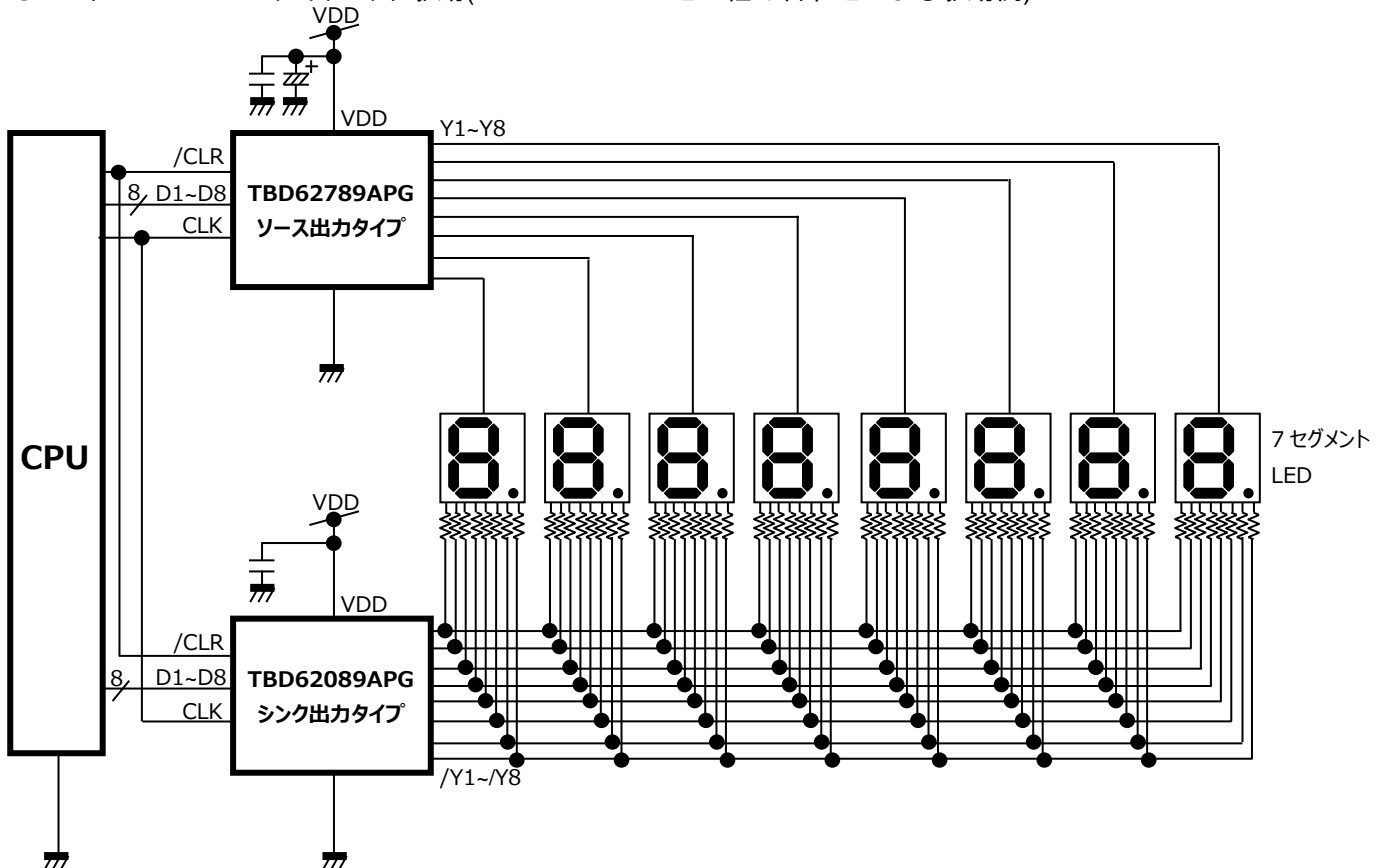 VDD
+
VDD
Y1~Y8
/CLR
8 D1~D8
CLK
TBD62789APG
ソース出力タイプ
CPU
7 セグメント
LED
VDD
VDD
/CLR
8 D1~D8
CLK
TBD62089APG
シンク出力タイプ
/Y1~/Y8